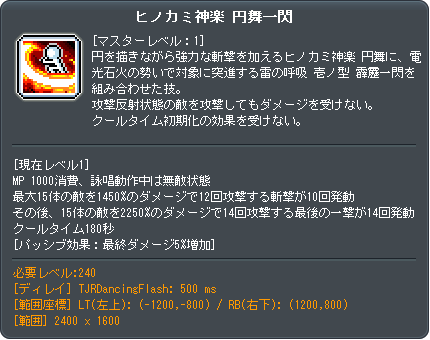 ヒノカミ神楽 円舞一閃
[マスターレベル：1]
円を描きながら強力な斬撃を加えるヒノカミ神楽 円舞に、電
光石火の勢いで対象に突進する雷の呼吸 壱ノ型 霹靂一閃を
組み合わせた技。
攻撃反射状態の敵を攻撃してもダメージを受けない。
クールタイム初期化の効果を受けない。
[現在レベル1]
MP 1000消費、詠唱動作中は無敵状態
最大15体の敵を1450%のダメージで12回攻撃する斬撃が10回発動
その後、15体の敵を2250%のダメージで14回攻撃する最後の一撃が14回発動
クールタイム180秒
[パッシブ効果：最終ダメージ5%増加]
必要レベル:240
[ディレイ] TJRDancingFlash: 500 ms
[範囲座標] LT(左上): (-1200,-800) / RB(右下): (1200,800)
[範囲] 2400 x 1600